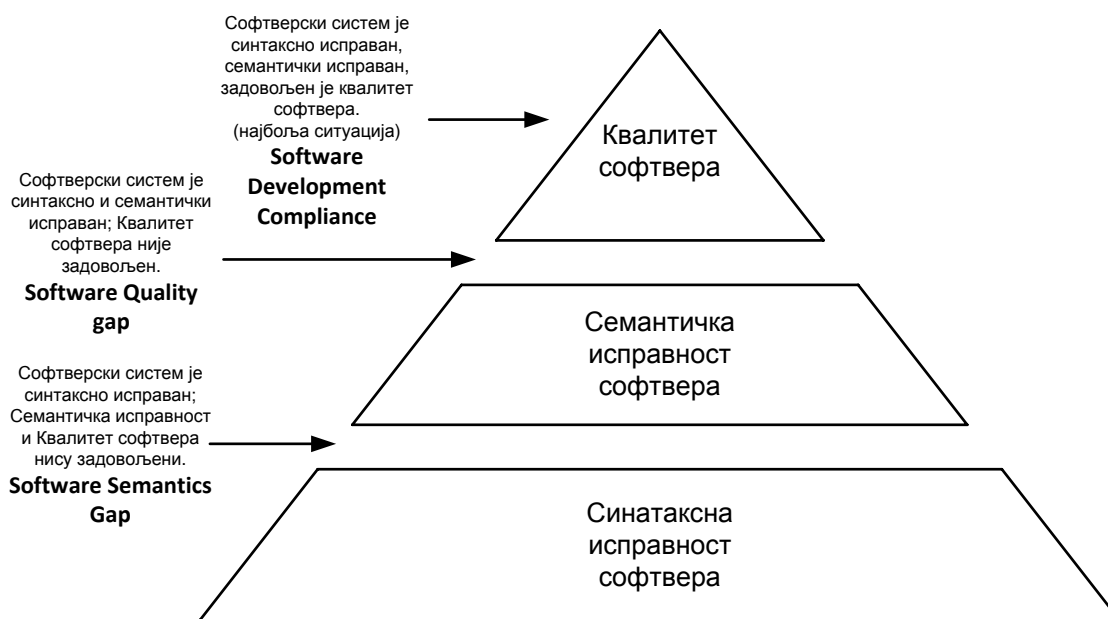 Софтверски систем је
синтаксно исправан,
семантички исправан,
задовољен је квалитет
софтвера.
(најбоља ситуација)
Software
Development
Compliance
Квалитет
софтвера
Софтверски систем је
синтаксно и семантички
исправан; Квалитет
софтвера није
задовољен.
Software Quality
gap
Семантичка
исправност
софтвера
Софтверски систем је
синтаксно исправан;
Семантичка исправност
и Квалитет софтвера
нису задовољени.
Software Semantics
Gap
Синатаксна
исправност
софтвера